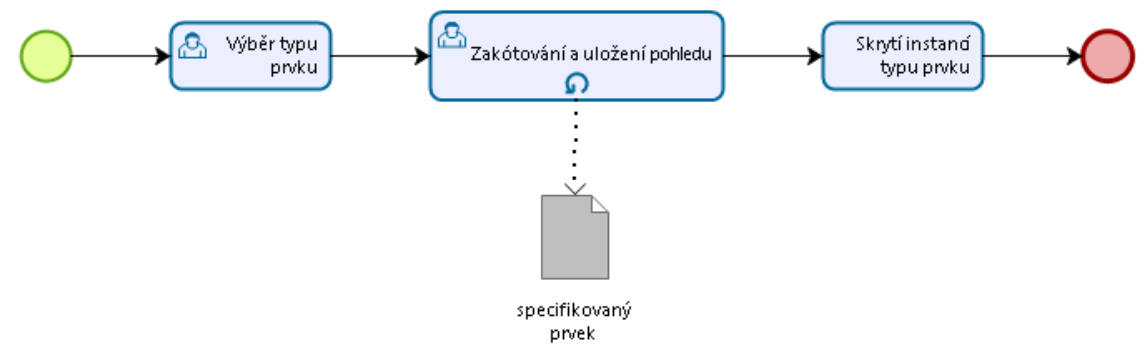 Výběr typu
prvku
Zakótování a uložení pohledu
Skrytí instancí
typu prvku
specifikovaný
prvek